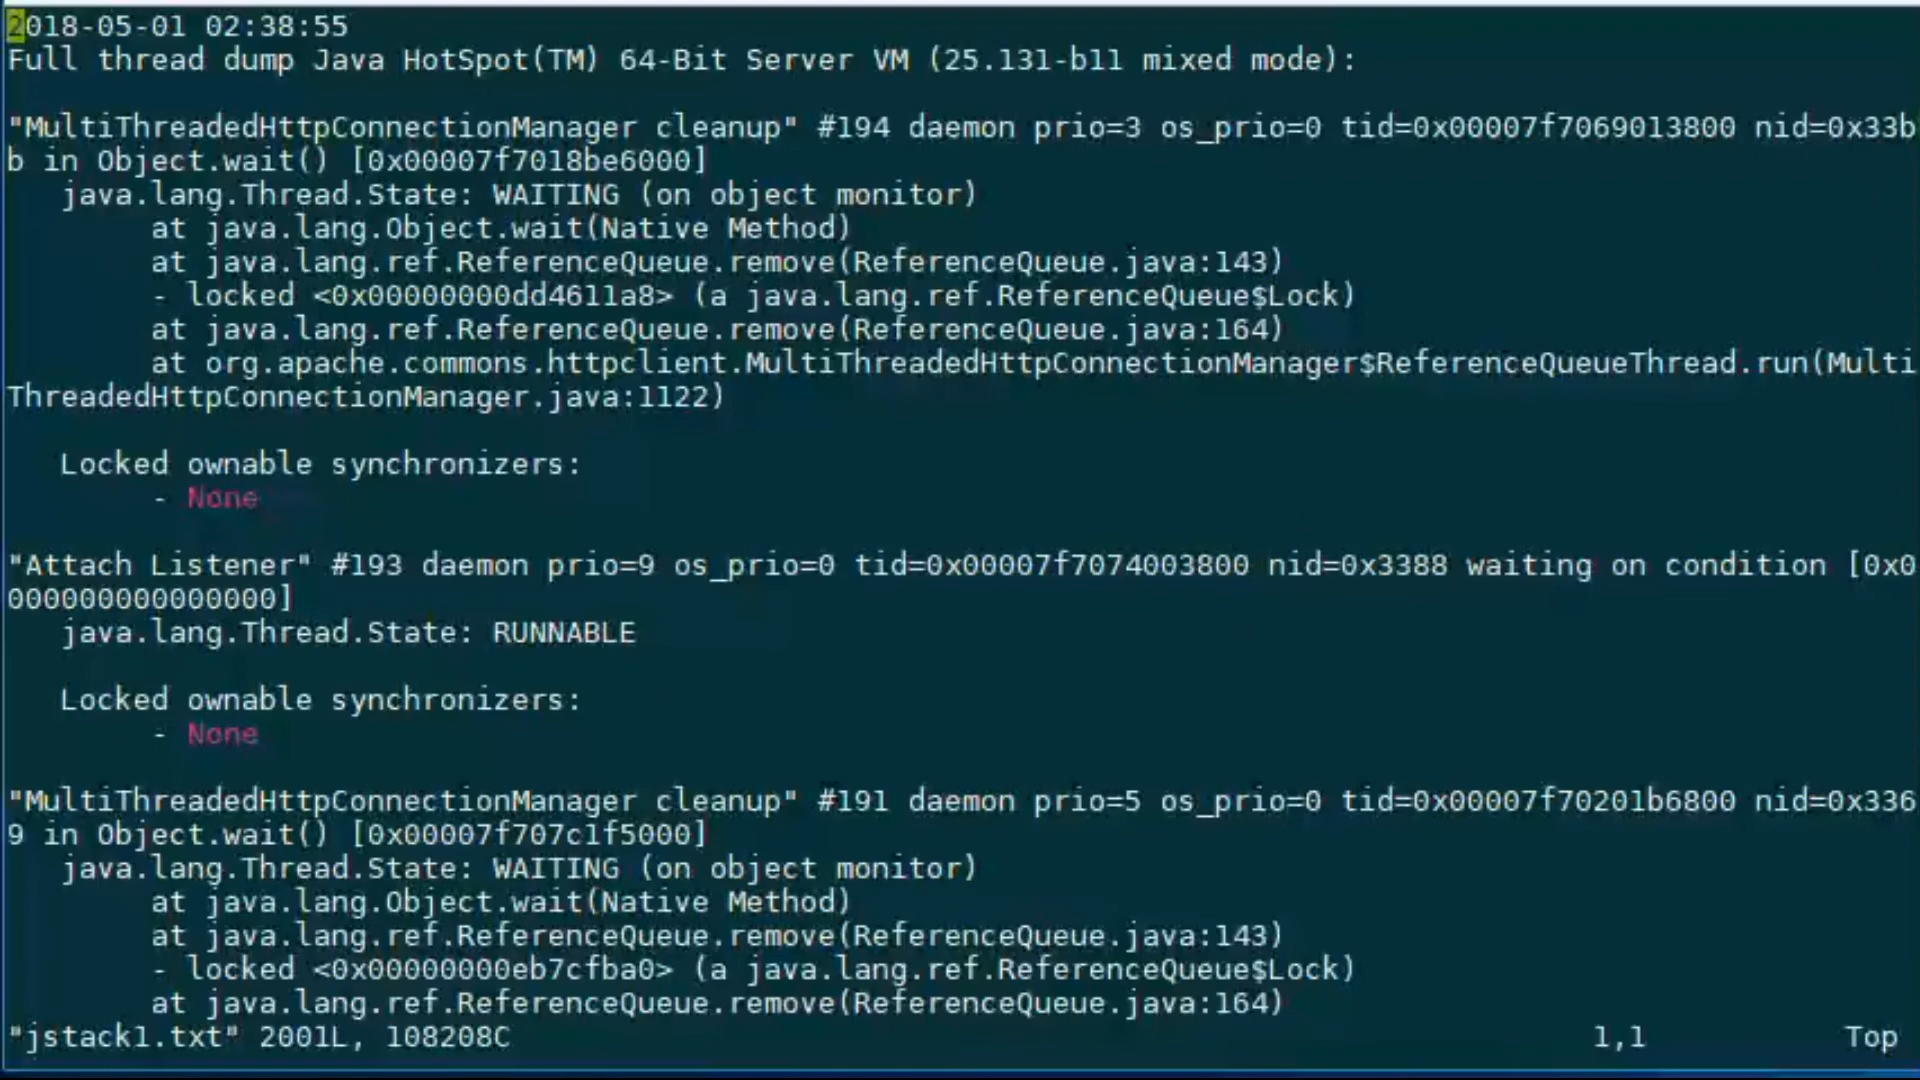 2018-05-01 02:38:55
Full thread dump Java HotSpot(TM) 64-Bit Server VM (25.131-b11 mixed mode):
"MultiThreadedHttpConnectionManager cleanup" #194 daemon prio=3 os_prio=0 tid=0x00007f7069013800 nid=0x33b
b in Object.wait() [0x00007f7018be6000]
java.lang.Thread.State: WAITING (on object monitor)
at java.lang.Object.wait(Native Method)
at java.lang.ref.ReferenceQueue.remove(ReferenceQueue.java:143)
- locked <0x00000000dd4611a8> (a java.lang.ref.ReferenceQueue$Lock)
at java.lang.ref.ReferenceQueue.remove(ReferenceQueue.java:164)
at org.apache.commons.httpclient.MultiThreadedHttpConnectionManager$ReferenceQueueThread.run(Multi
ThreadedHttpConnectionManager.java:1122)
Locked ownable synchronizers:
- None
"Attach Listener" #193 daemon prio=9 os_prio=0 tid=0x00007f7074003800 nid=0x3388 waiting on condition [0x0
000000000000000]
java.lang.Thread.State: RUNNABLE
Locked ownable synchronizers:
- None
"MultiThreadedHttpConnectionManager cleanup" #191 daemon prio=5 os_prio=0 tid=0x00007f70201b6800 nid=0x336
9 in Object.wait() [0x00007f707c1f5000]
java.lang.Thread.State: WAITING (on object monitor)
at java.lang.Object.wait(Native Method)
at java.lang.ref.ReferenceQueue.remove(ReferenceQueue.java:143)
- locked <0x00000000eb7cfba0> (a java.lang.ref.ReferenceQueue$Lock)
at java.lang.ref.ReferenceQueue.remove(ReferenceQueue.java:164)
"jstack1.txt" 2001L, 108208C 1,1 Top